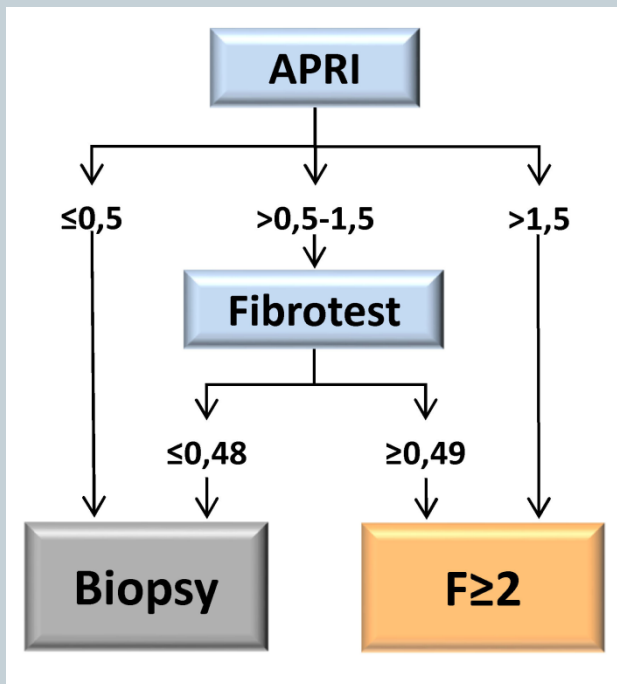 APRI
≤0,5 >0,5-1,5 >1,5
Fibrotest
≤0,48 ≥0,49
Biopsy F≥2